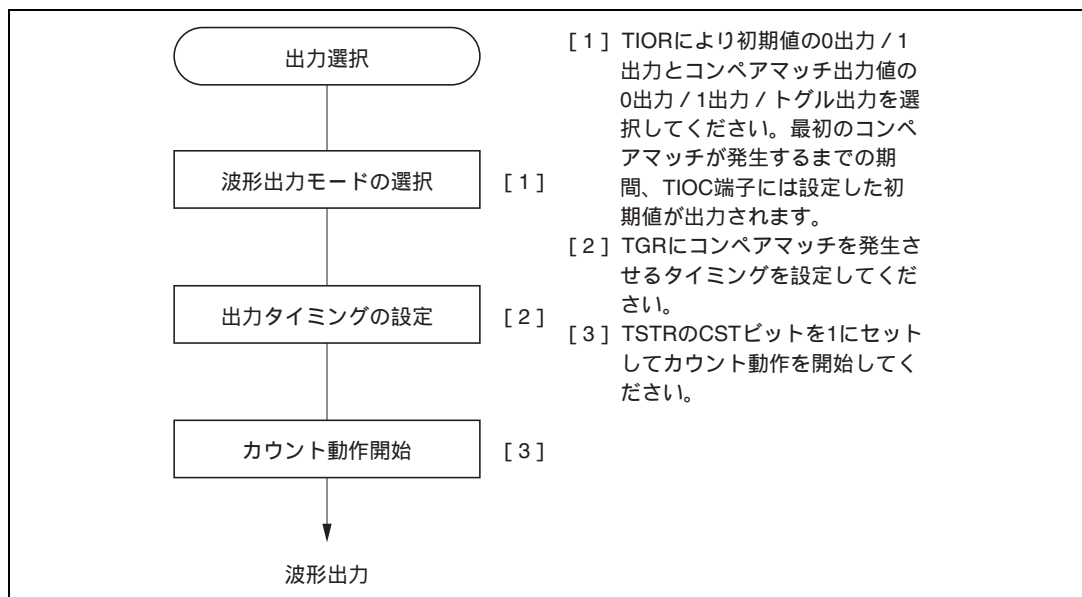 出力選択
波形出力モードの選択
[ 1 ]
出力タイミングの設定
[ 2 ]
カウント動作開始
[ 3 ]
波形出力
[ 1 ] TIORにより初期値の0出力 / 1
出力とコンペアマッチ出力値の
0出力 / 1出力 / トグル出力を選
択してください。最初のコンペ
アマッチが発生するまでの期
間、TIOC端子には設定した初
期値が出力されます。
[ 2 ] TGRにコンペアマッチを発生さ
せるタイミングを設定してくだ
さい。
[ 3 ] TSTRのCSTビットを1にセット
してカウント動作を開始してく
ださい。